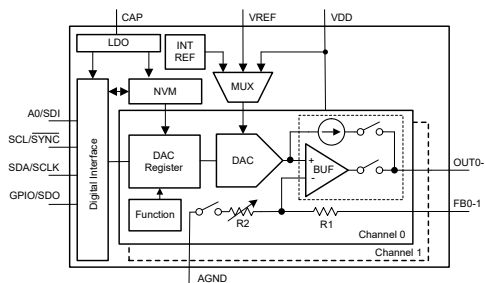 CAP
VREF
VDD
LDO
INT
REF
MUX
NVM
A0/SDI
SCL/SYNC
SDA/SCLK
GPIO/SDO
Digital Interface
DAC
Register
DAC
BUF
+
-
OUT0-
FB0-1
Function
R2
R1
Channel 0
Channel 1
AGND